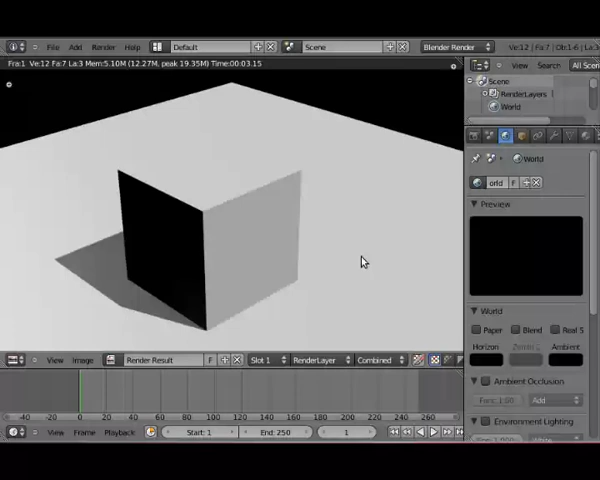 File Add Render Help Default Scene Blender Render Ve:12 | Fa:7 | Ob:1-6 | La:3
Fra:1 Ve:12 Fa:7 La:3 Mem:5.10M (12.27M, peak 19.35M) Time:00:03.15
View Search All Scen
Scene
RenderLayers
World
World
orld F
Preview
World
Paper Blend Real S
Horizon Ambient
Ambient Occlusion
Add
Environment Lighting
View Image Render Result F Slot 1 RenderLayer Combined
-40 -20 0 20 40 60 80 100 120 140 160 180 200 220 240 260
View Frame Playback Start: 1 End: 250 1